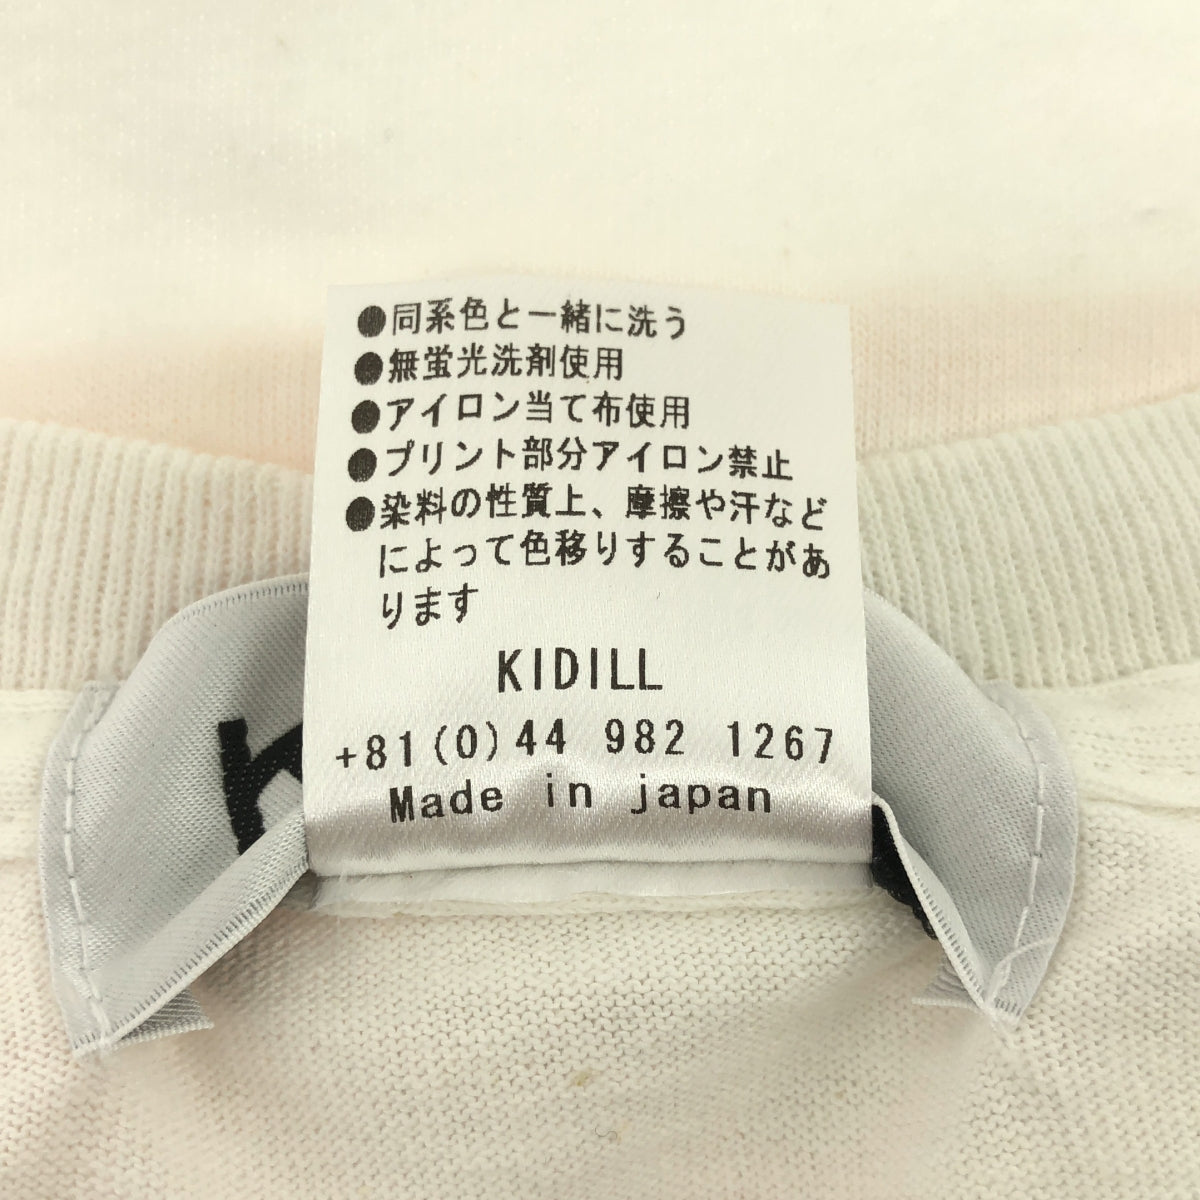 ●同系色と一緒に洗う
●無蛍光洗剤使用
●アイロン当て布使用
●プリント部分アイロン禁止
●染料の性質上、摩擦や汗など
によって色移りすることがあ
ります
KIDILL
+81(0)44 982 1267
Made in japan